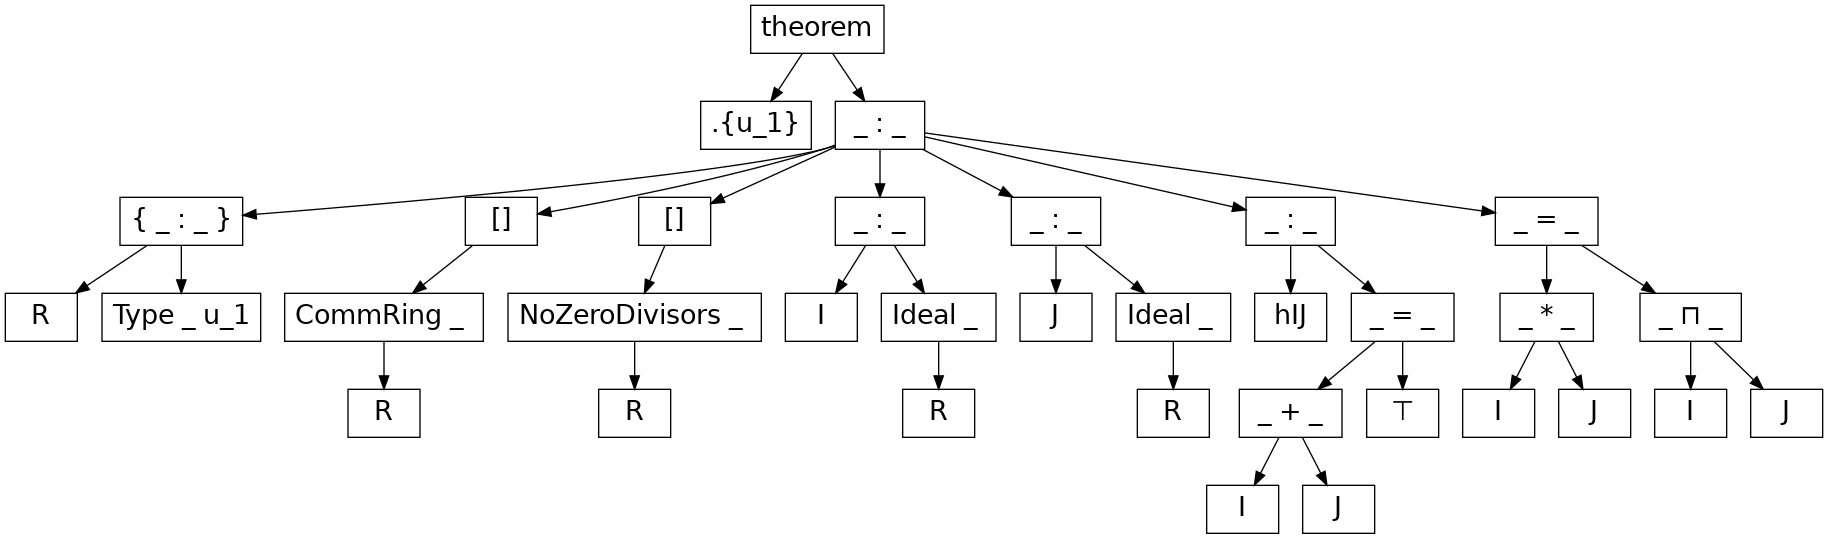 theorem
.{u_1} _ : _
{ _ : _ } [] [] _ : _ _ : _ _ : _ _ = _
R Type _ u_1 CommRing _ NoZeroDivisors _ I Ideal _ J Ideal _ hIJ _ = _ _ * _ _ ⊓ _
R R R R _ + _ ⊤ I J I J
I J